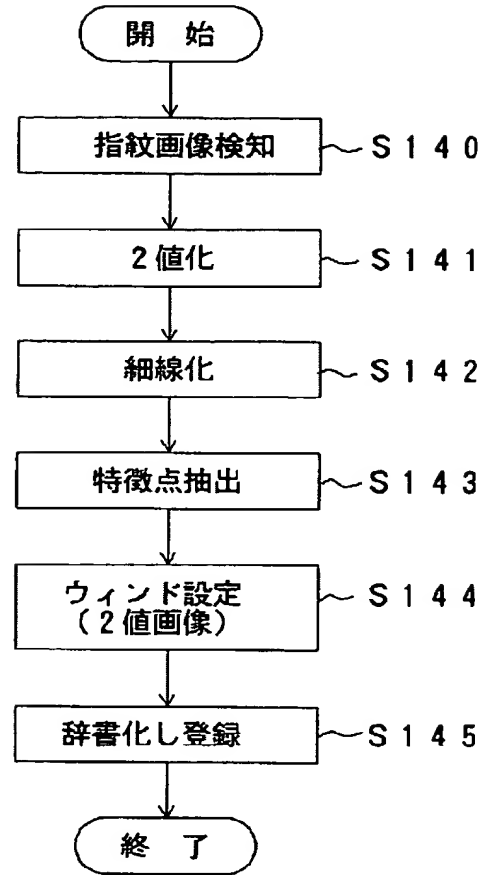 開 始
指紋画像検知 S140
2値化 S141
細線化 S142
特徴点抽出 S143
ウィンド設定 S144
(2値画像)
辞書化し登録 S145
終 了